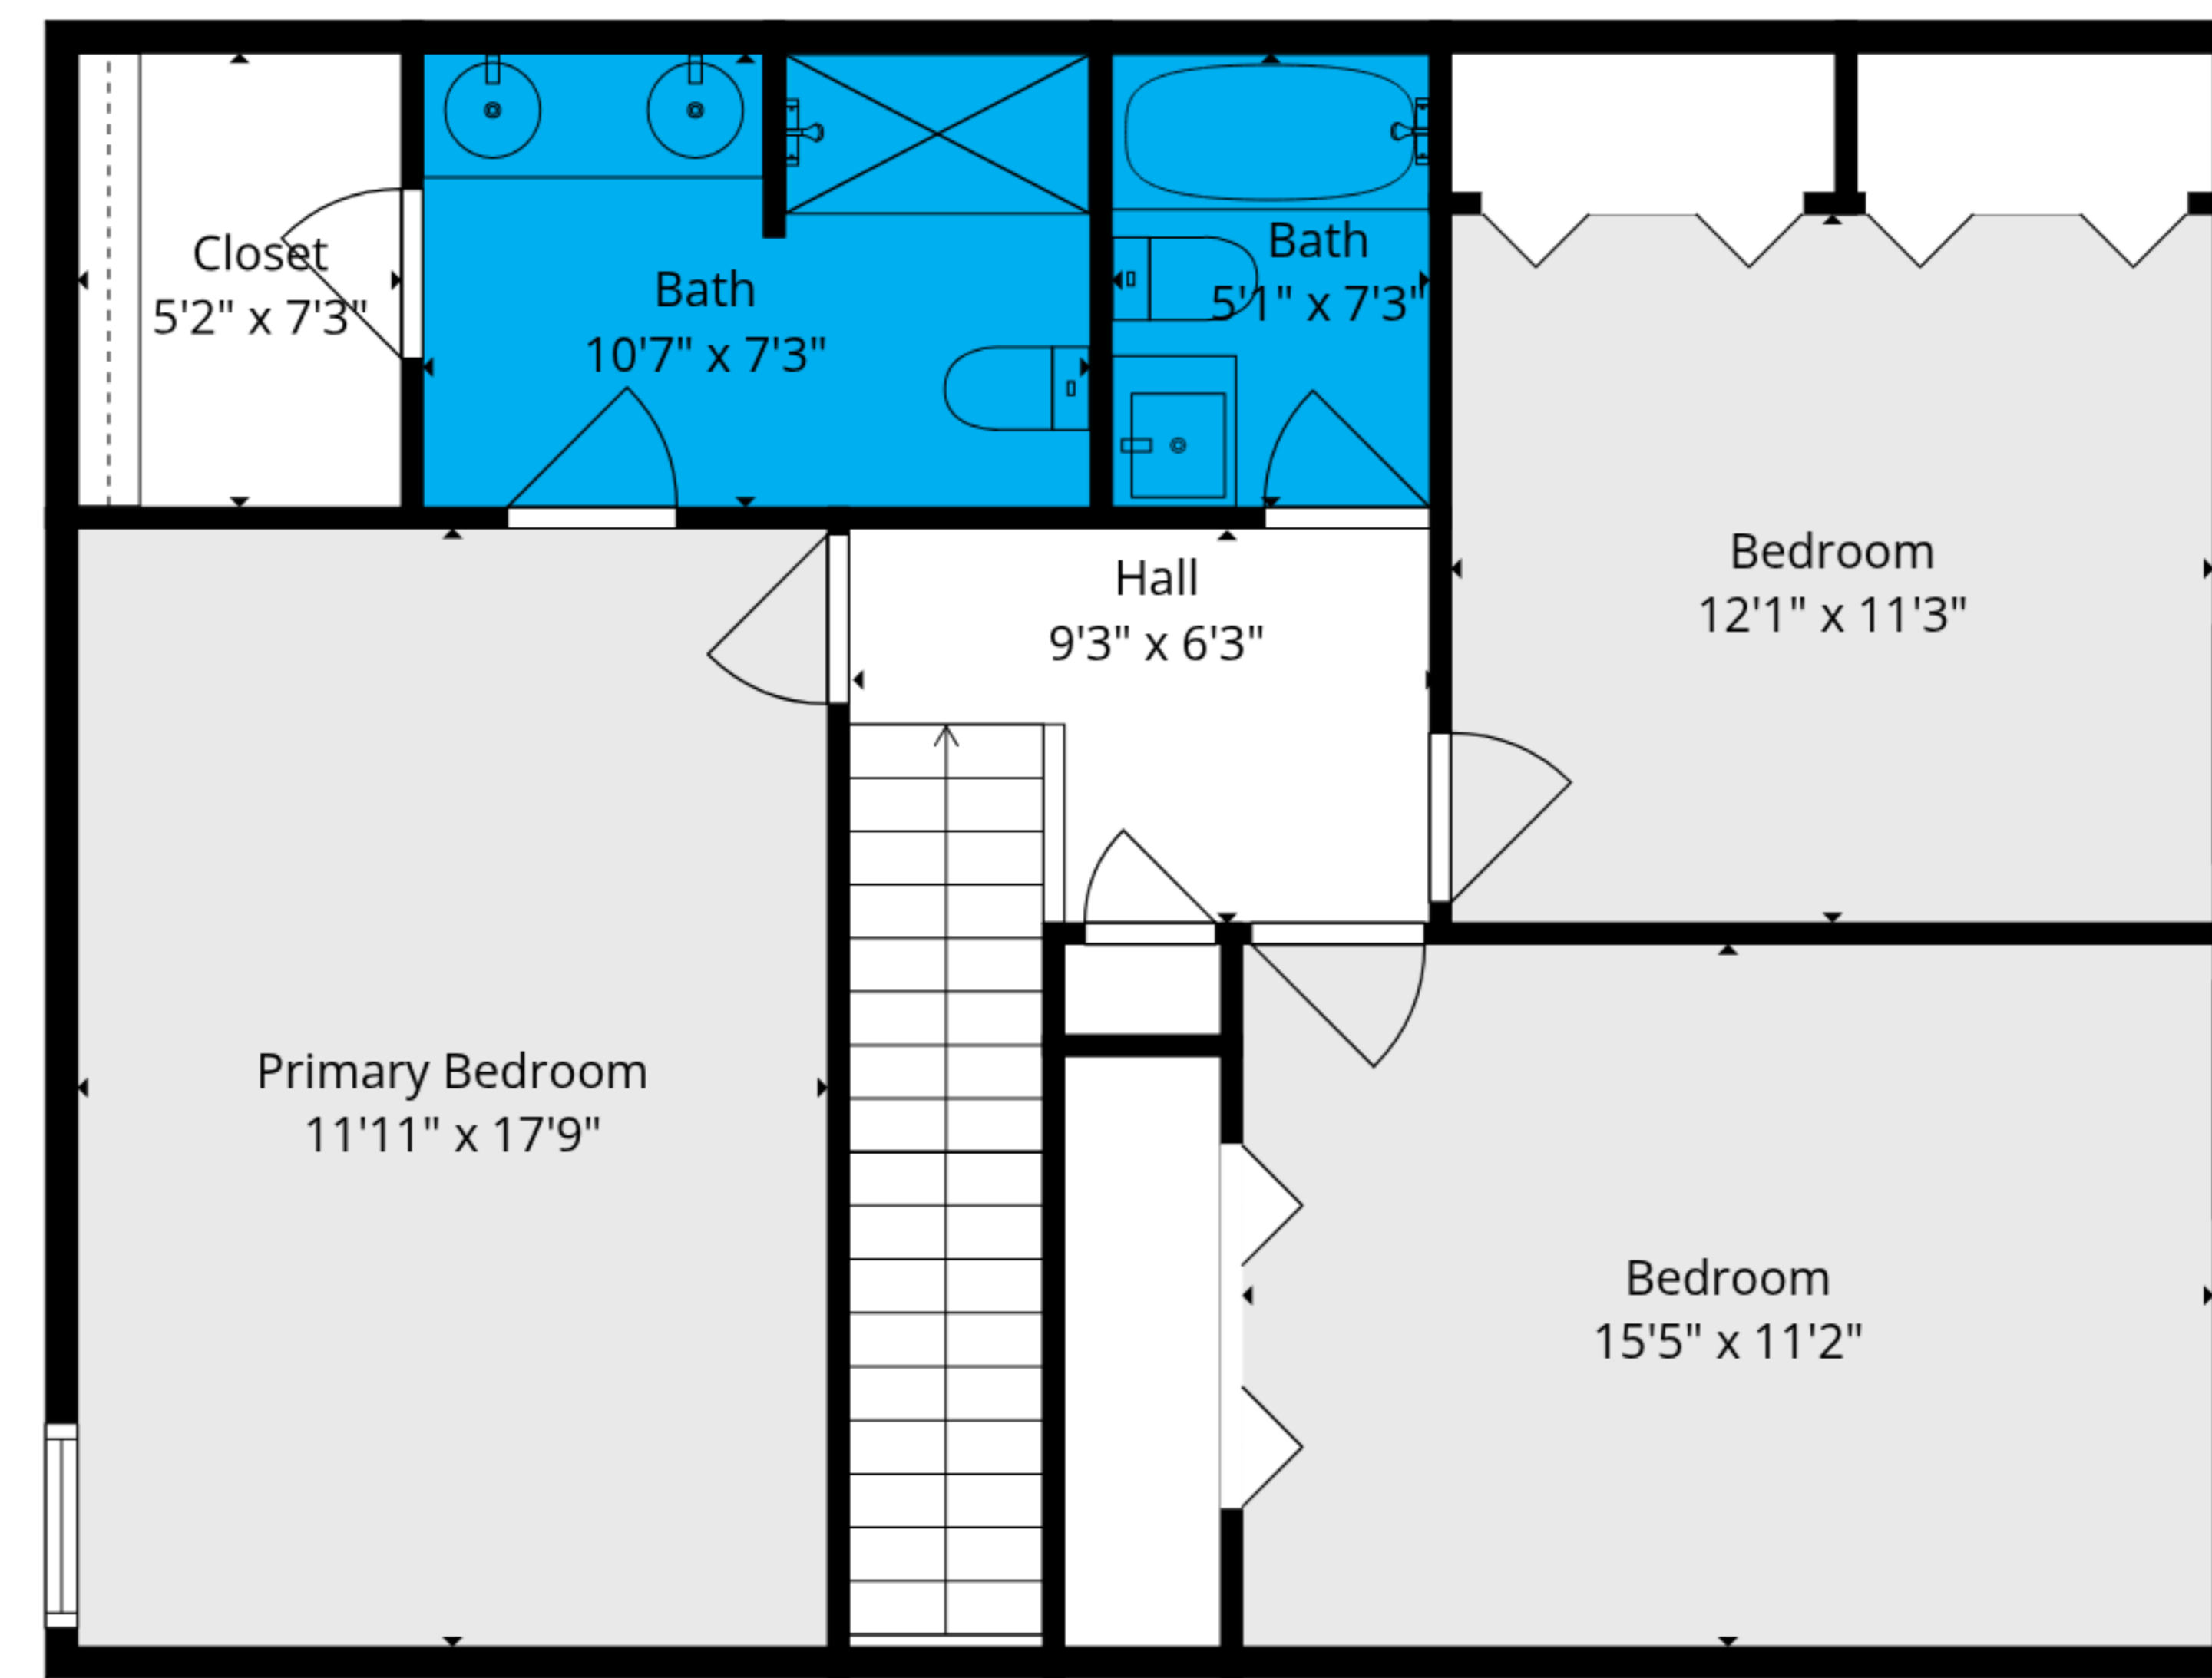 Closet
5'2" x 7'3"
Bath
10'7" x 7'3"
Bath
5'1" x 7'3"
Hall
9'3" x 6'3"
Bedroom
12'1" x 11'3"
Primary Bedroom
11'11" x 17'9"
Bedroom
15'5" x 11'2"